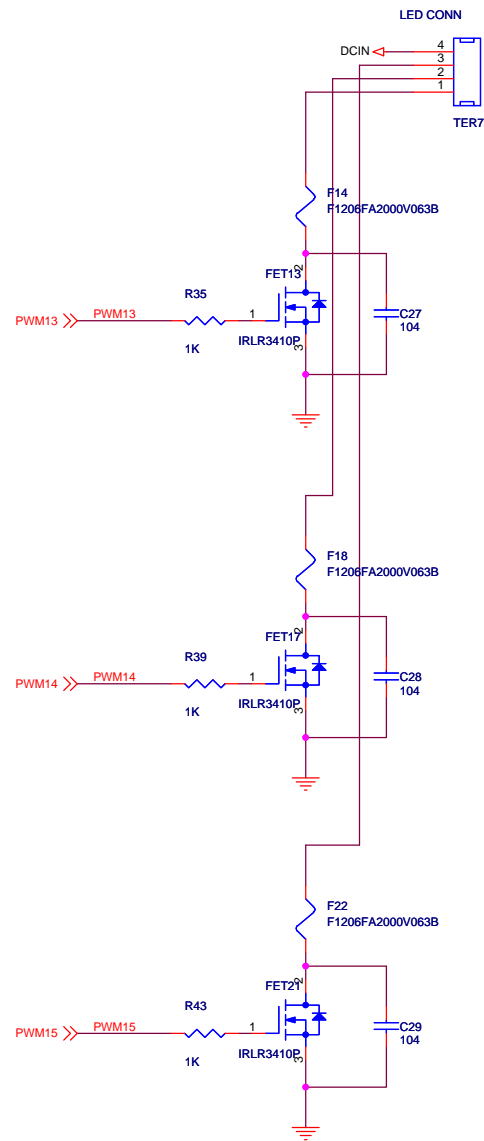 LED CONN
DCIN
4
3
2
1
TER7
F14
F1206FA2000V063B
2
FET13
R35
PWM13
PWM13
1
C27
104
1K
IRLR3410P
3
F18
F1206FA2000V063B
2
FET17
R39
PWM14
PWM14
1
C28
104
1K
IRLR3410P
3
F22
F1206FA2000V063B
2
FET21
R43
PWM15
PWM15
1
C29
104
1K
IRLR3410P
3